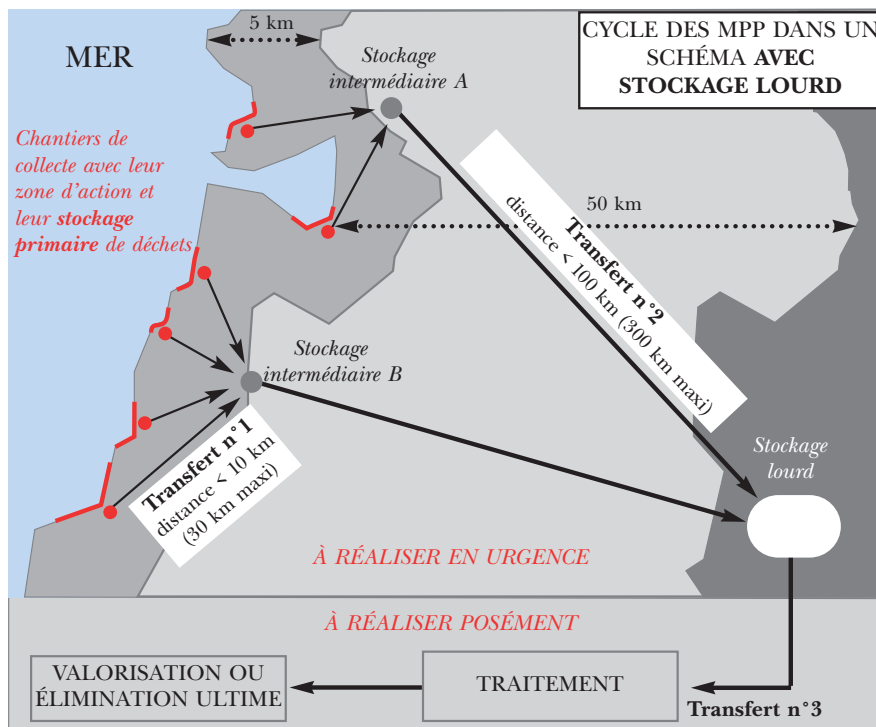 5 km
CYCLE DES MPP DANS UN
SCHÉMA AVEC
STOCKAGE LOURD
MER
Stockage
intermédiaire A
Chantiers de
collecte avec leur
zone d'action et
leur stockage
primaire de déchets
50 km
Transfert n°2
distance < 100 km (300 km maxi)
Stockage
intermédiaire B
Transfert n°1
distance < 10 km
(30 km maxi)
Stockage
lourd
À RÉALISER EN URGENCE
À RÉALISER POSÉMENT
VALORISATION OU
ÉLIMINATION ULTIME
TRAITEMENT
Transfert n°3